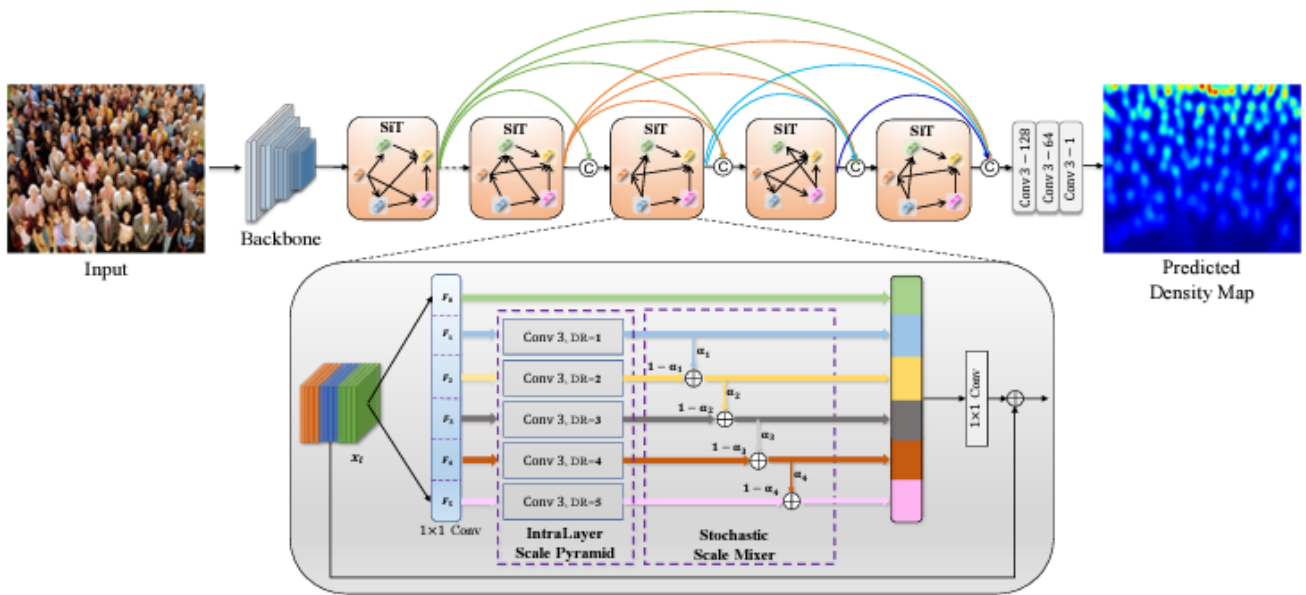 SiT
SiT
SiT
SiT
SiT
C
C
C
C
Conv 3 − 128
Conv 3 − 64
Conv 3 − 1
Input
Backbone
Predicted
Density Map
F₀
F₁
F₂
F₃
F₄
F₅
1×1 Conv
xᵢ
Conv 3, DR=1
Conv 3, DR=2
Conv 3, DR=3
Conv 3, DR=4
Conv 3, DR=5
IntraLayer
Scale Pyramid
α₁
1 − α₁
α₂
1 − α₂
α₃
1 − α₃
α₄
1 − α₄
Stochastic
Scale Mixer
1×1 Conv